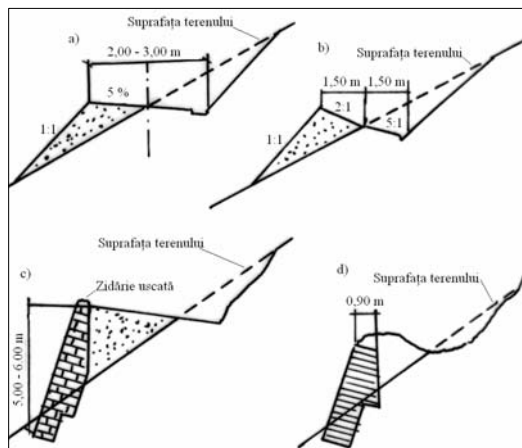 Suprafața terenului
a)
2,00 - 3,00 m
5 %
1:1
b)
Suprafața terenului
1,50 m
1,50 m
2:1
5:1
1:1
Suprafața terenului
c)
Zidărie uscată
5,00 - 6.00 m
d)
Suprafața terenului
0,90 m